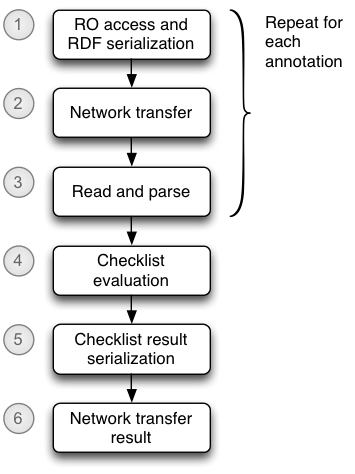 1
RO access and
RDF serialization
Repeat for
each
annotation
2
Network transfer
3
Read and parse
4
Checklist
evaluation
5
Checklist result
serialization
6
Network transfer
result